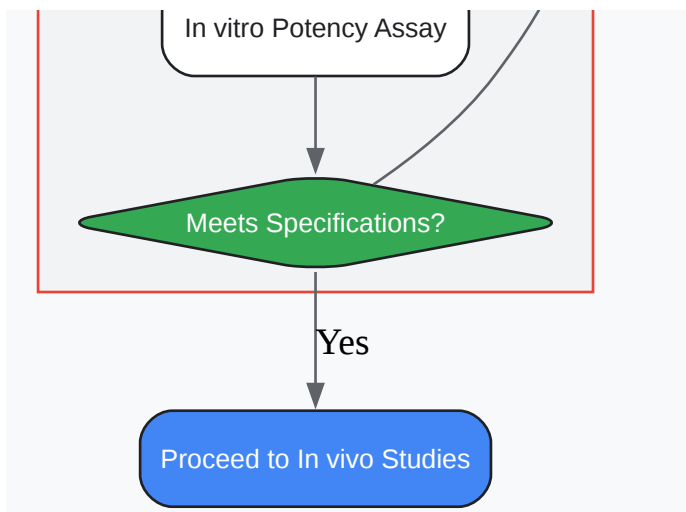 In vitro Potency Assay
Meets Specifications?
Yes
Proceed to In vivo Studies